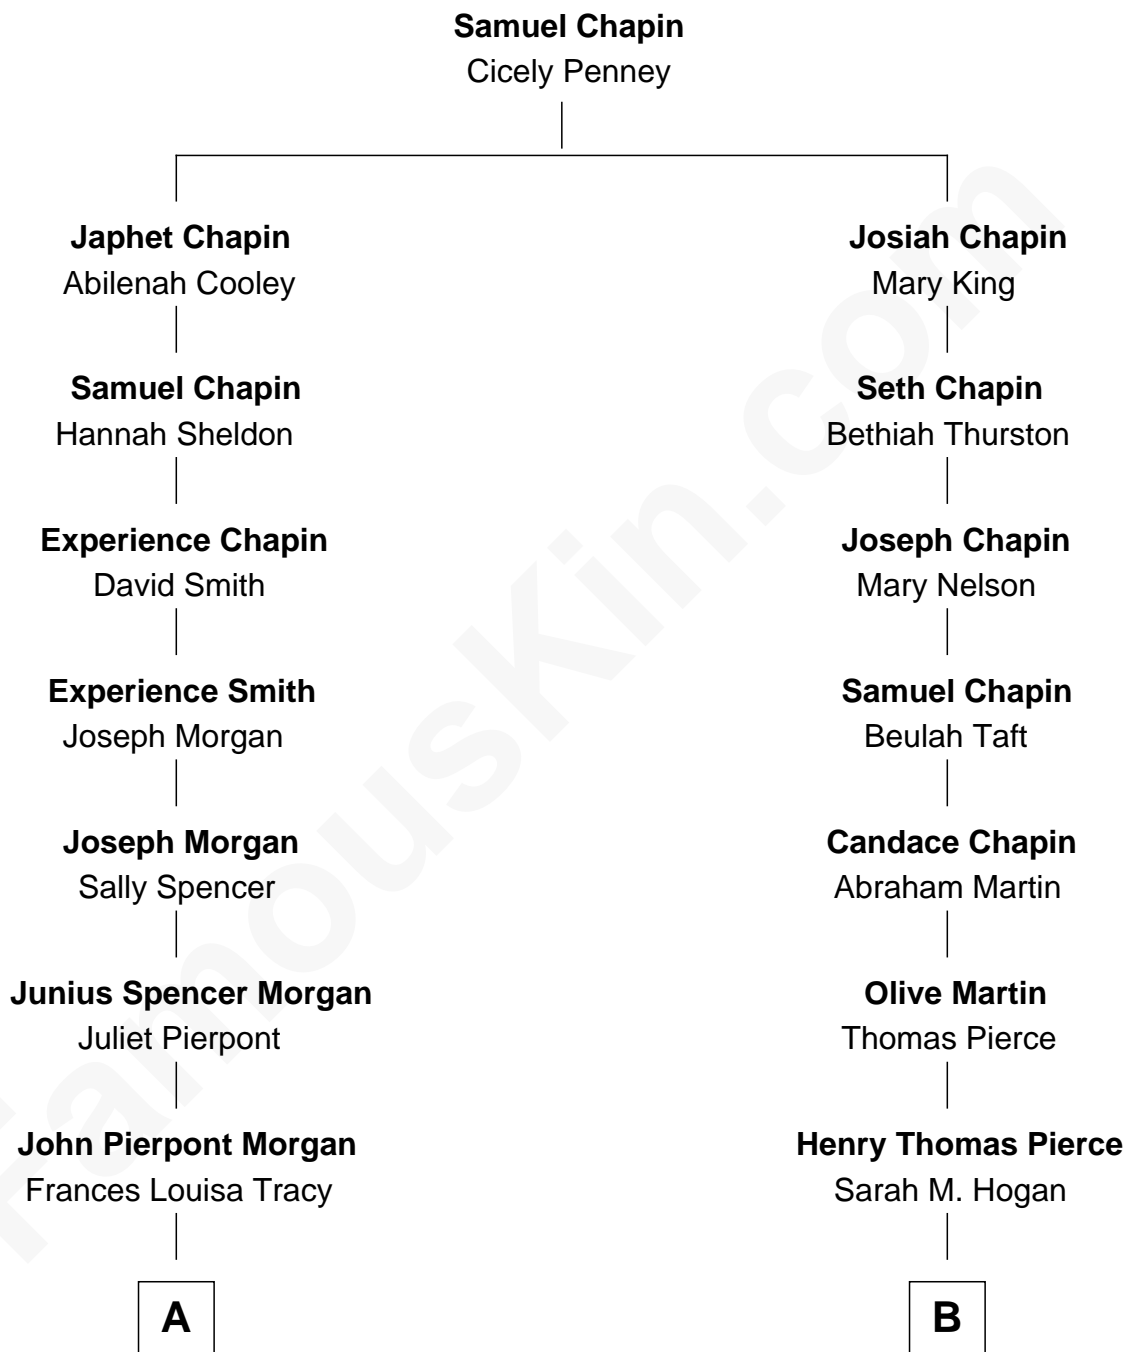 Samuel Chapin
Cicely Penney
Japhet Chapin
Abilenah Cooley
Samuel Chapin
Hannah Sheldon
Experience Chapin
David Smith
Experience Smith
Joseph Morgan
Joseph Morgan
Sally Spencer
Junius Spencer Morgan
Juliet Pierpont
John Pierpont Morgan
Frances Louisa Tracy
A
Josiah Chapin
Mary King
Seth Chapin
Bethiah Thurston
Joseph Chapin
Mary Nelson
Samuel Chapin
Beulah Taft
Candace Chapin
Abraham Martin
Olive Martin
Thomas Pierce
Henry Thomas Pierce
Sarah M. Hogan
B
FamousKin.com